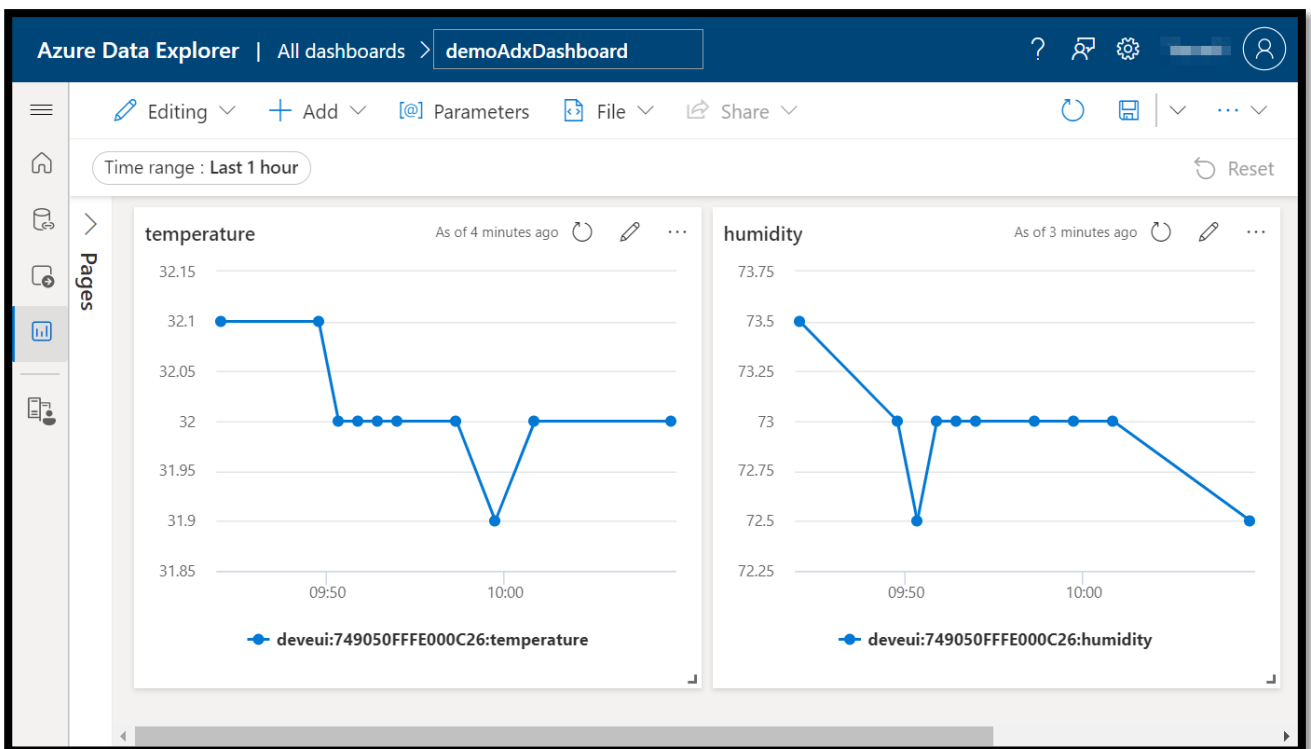 Azure Data Explorer | All dashboards > demoAdxDashboard
Editing Add [@] Parameters File Share
Time range : Last 1 hour Reset
Pages
temperature As of 4 minutes ago
32.15
32.1
32.05
32
31.95
31.9
31.85
09:50 10:00
deveui:749050FFFE000C26:temperature
humidity As of 3 minutes ago
73.75
73.5
73.25
73
72.75
72.5
72.25
09:50 10:00
deveui:749050FFFE000C26:humidity